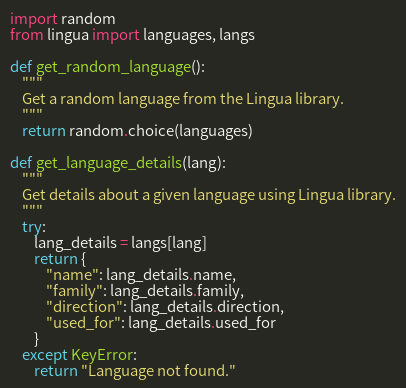 import random
from lingua import languages, langs

def get_random_language():
    """
    Get a random language from the Lingua library.
    """
    return random.choice(languages)

def get_language_details(lang):
    """
    Get details about a given language using Lingua library.
    """
    try:
        lang_details = langs[lang]
        return {
            "name": lang_details.name,
            "family": lang_details.family,
            "direction": lang_details.direction,
            "used_for": lang_details.used_for
        }
    except KeyError:
        return "Language not found."